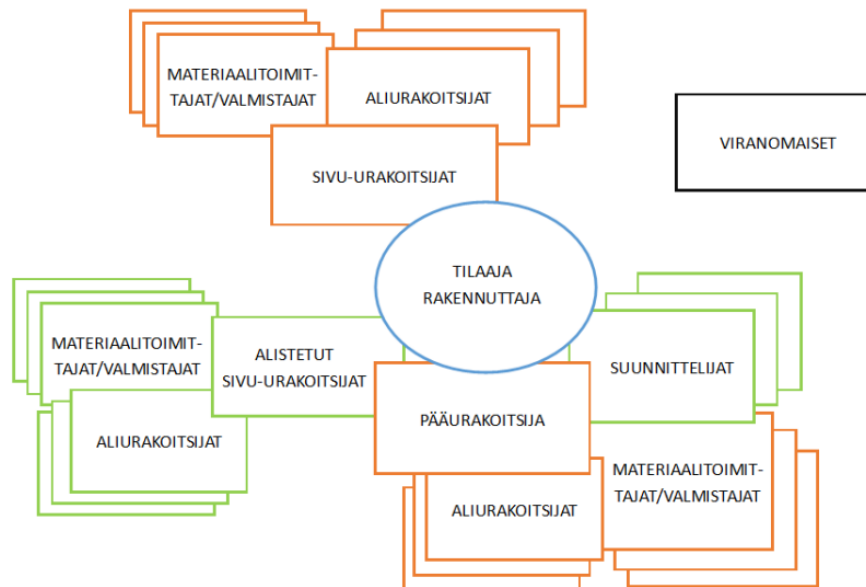 MATERIAALITOIMIT-
TAJAT/VALMISTAJAT
ALIURAKOITSIJAT
SIVU-URAKOITSIJAT
VIRANOMAISET
TILAAJA
RAKENNUTTAJA
MATERIAALITOIMIT-
TAJAT/VALMISTAJAT
ALISTETUT
SIVU-URAKOITSIJAT
ALIURAKOITSIJAT
SUUNNITTELIJAT
PÄÄURAKOITSIJA
ALIURAKOITSIJAT
MATERIAALITOIMIT-
TAJAT/VALMISTAJAT